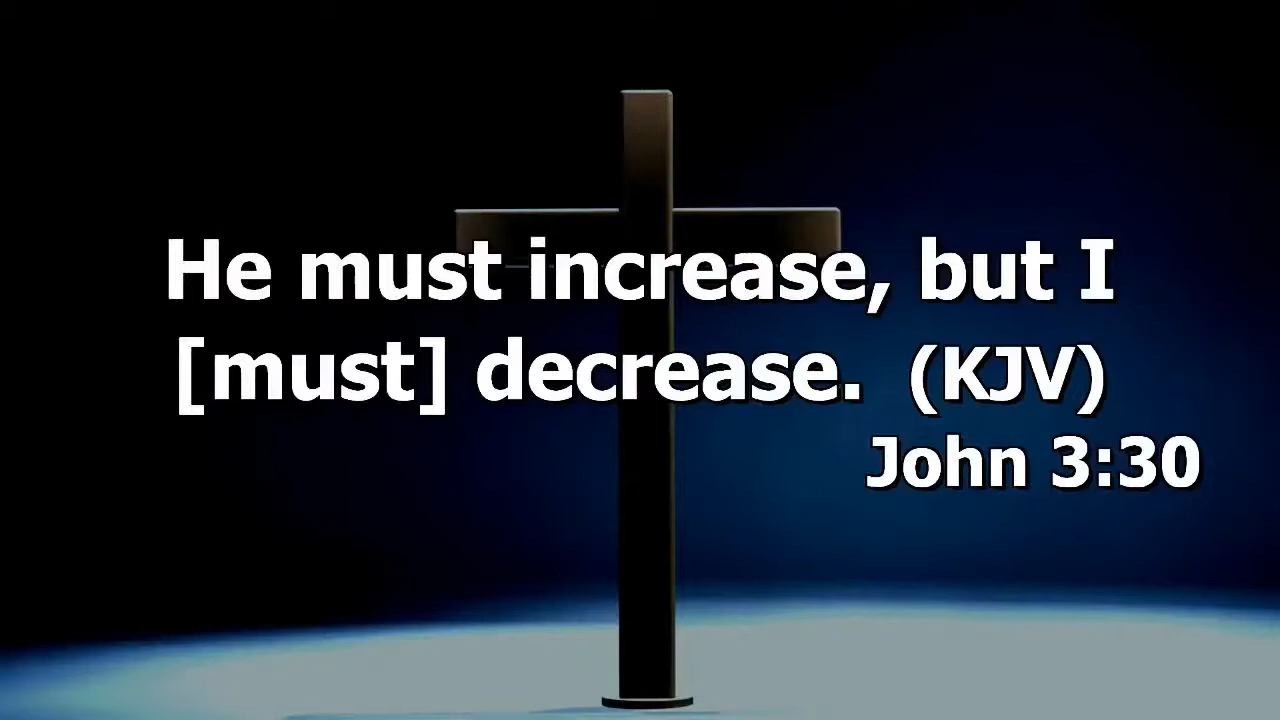 He must increase, but I
[must] decrease. (KJV)
John 3:30